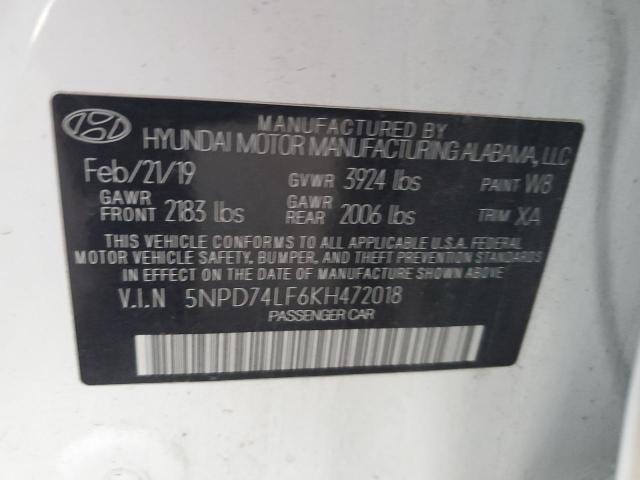 MANUFACTURED BY
HYUNDAI MOTOR MANUFACTURING ALABAMA, LLC
Feb/21/19 GVWR 3924 lbs PAINT W8
GAWR FRONT 2183 lbs GAWR REAR 2006 lbs TRIM XA
THIS VEHICLE CONFORMS TO ALL APPLICABLE U.S.A. FEDERAL
MOTOR VEHICLE SAFETY, BUMPER, AND THEFT PREVENTION STANDARDS
IN EFFECT ON THE DATE OF MANUFACTURE SHOWN ABOVE.
V.I.N 5NPD74LF6KH472018
PASSENGER CAR